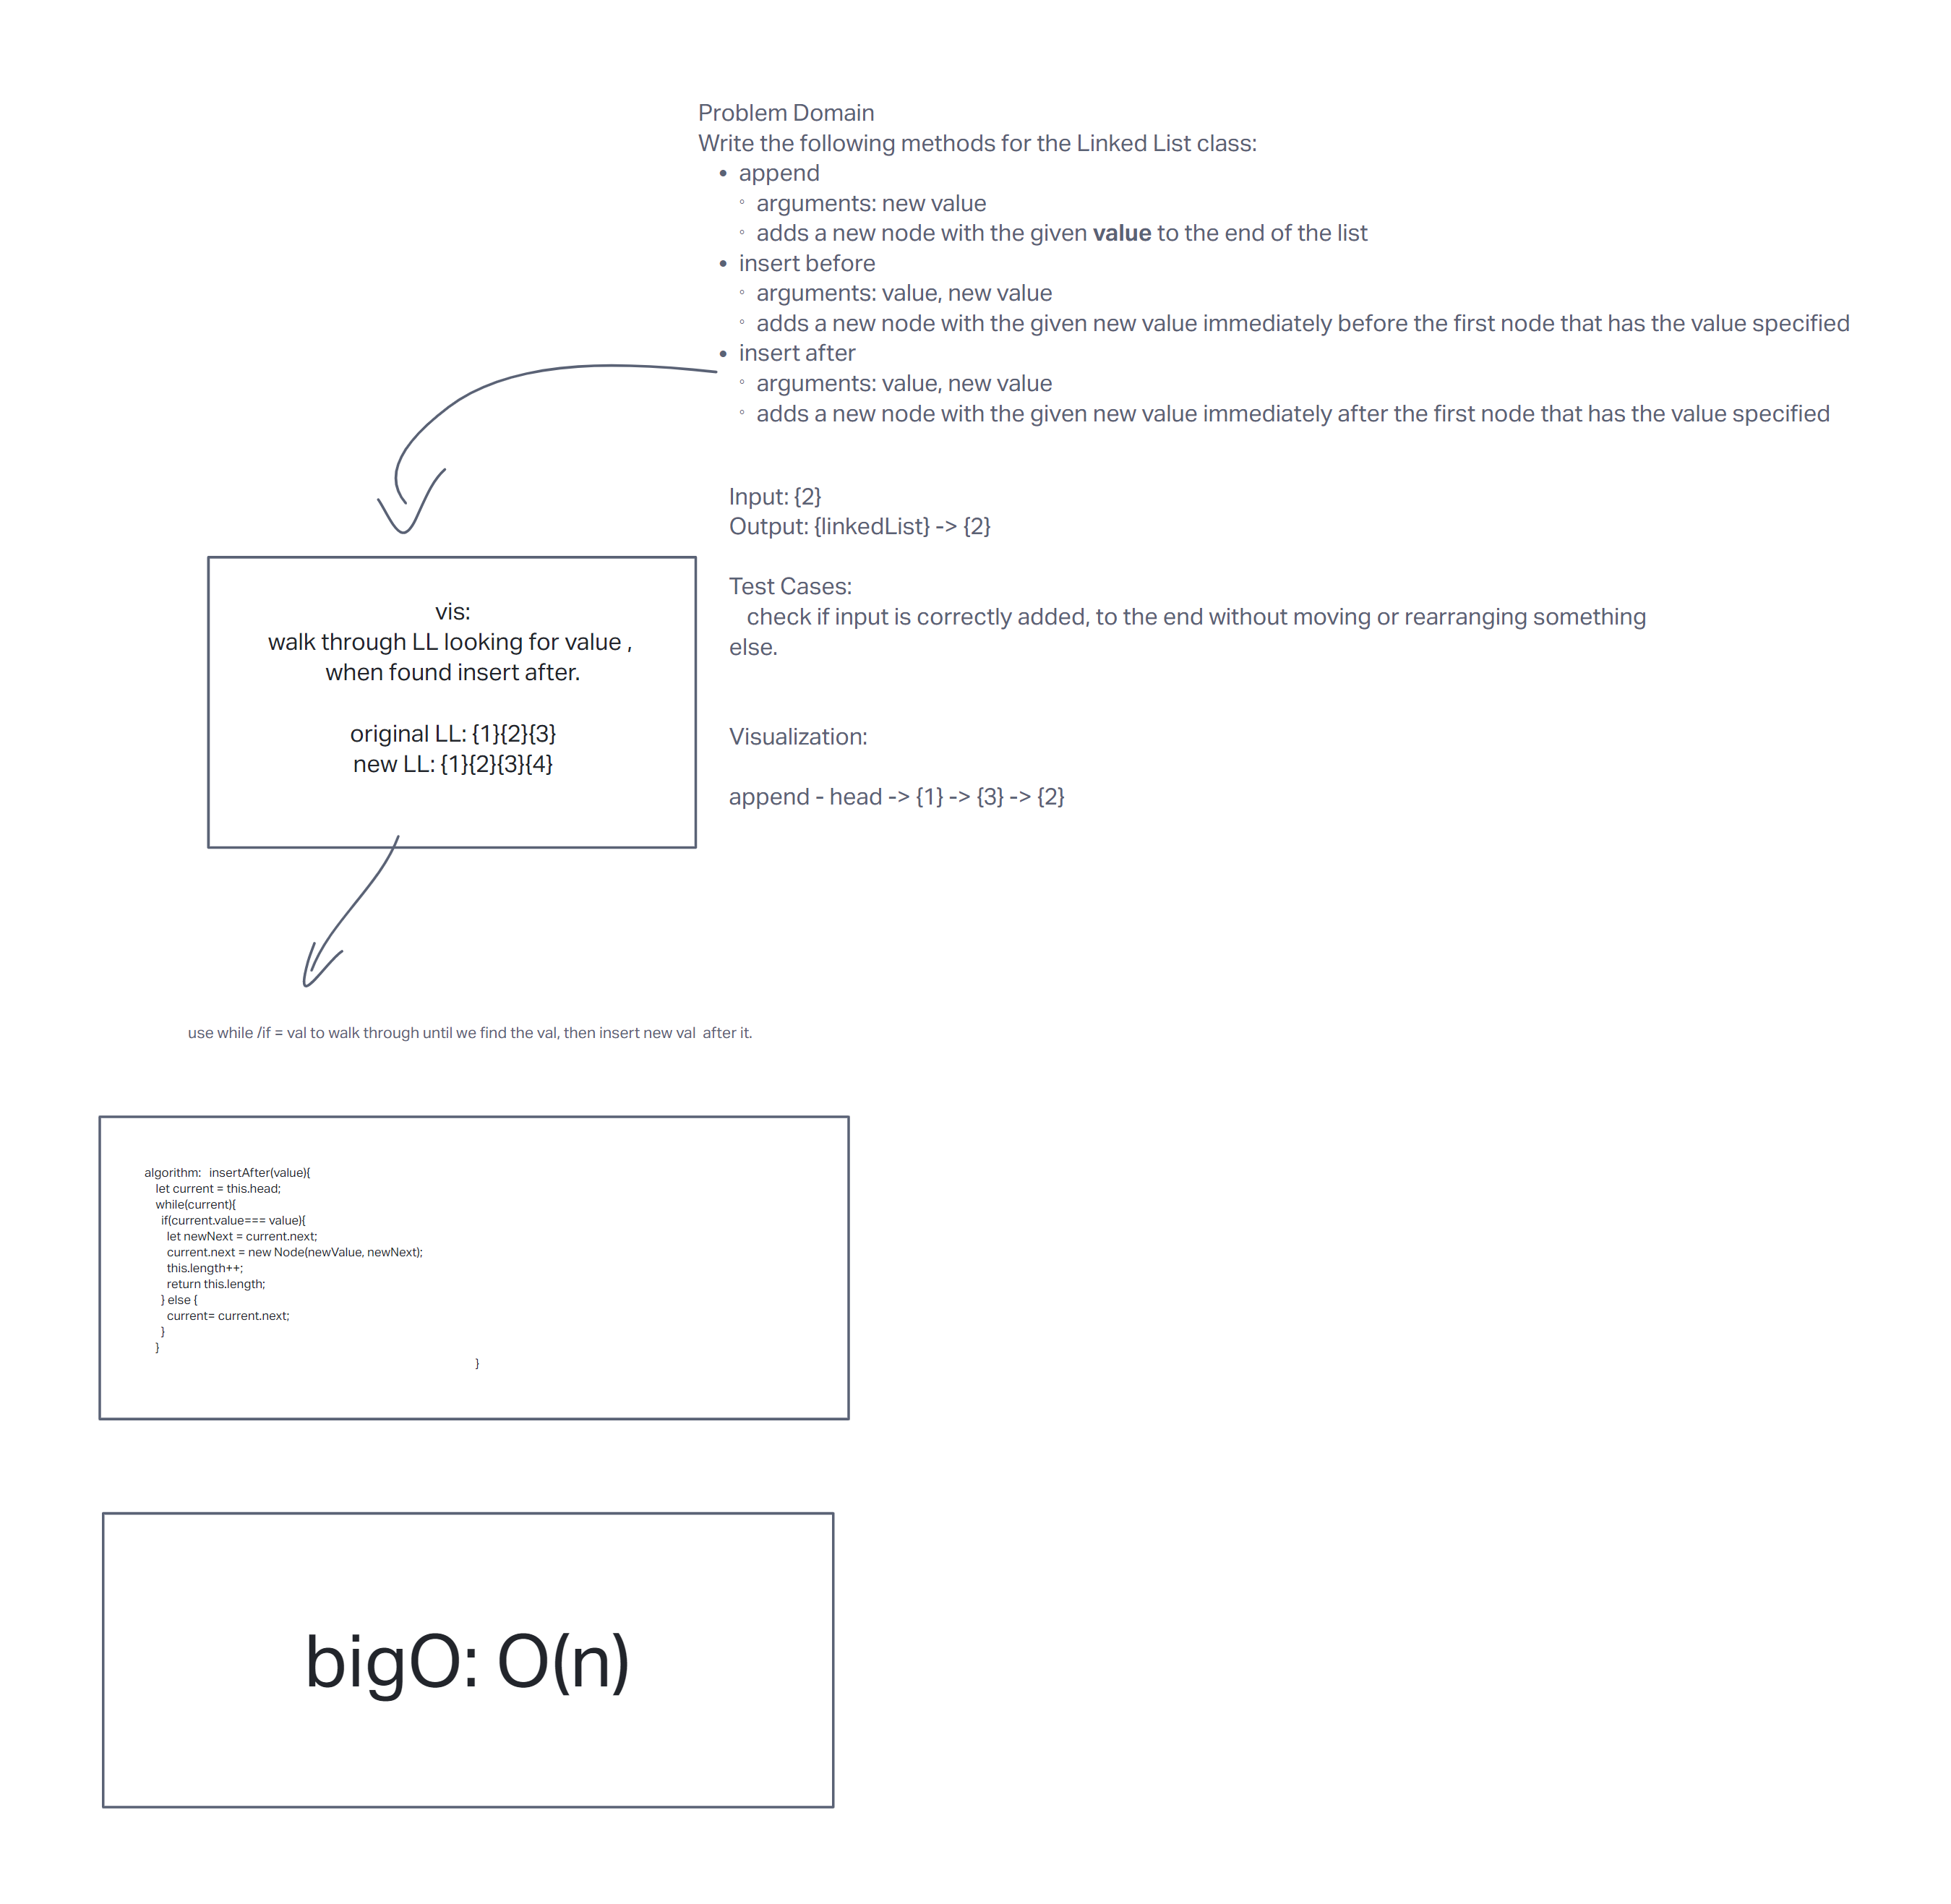 Problem Domain
Write the following methods for the Linked List class:
• append
◦ arguments: new value
◦ adds a new node with the given value to the end of the list
• insert before
◦ arguments: value, new value
◦ adds a new node with the given new value immediately before the first node that has the value specified
• insert after
◦ arguments: value, new value
◦ adds a new node with the given new value immediately after the first node that has the value specified
Input: {2}
Output: {linkedList} -> {2}
Test Cases:
check if input is correctly added, to the end without moving or rearranging something
else.
Visualization:
append - head -> {1} -> {3} -> {2}
vis:
walk through LL looking for value ,
when found insert after.
original LL: {1}{2}{3}
new LL: {1}{2}{3}{4}
use while /if = val to walk through until we find the val, then insert new val  after it.
algorithm:   insertAfter(value){
let current = this.head;
while(current){
if(current.value=== value){
let newNext = current.next;
current.next = new Node(newValue, newNext);
this.length++;
return this.length;
} else {
current= current.next;
}
}
}
bigO: O(n)